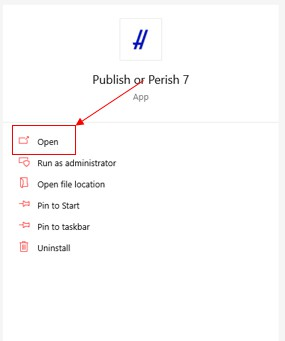 Publish or Perish 7
App
Open
Run as administrator
Open file location
Pin to Start
Pin to taskbar
Uninstall